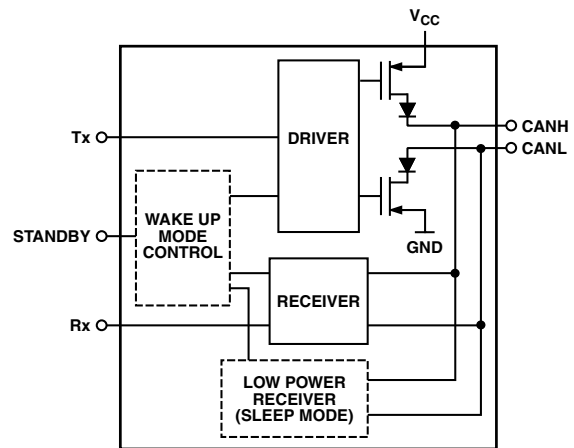 VCC
CANH
Tx
DRIVER
CANL
WAKE UP
MODE
CONTROL
STANDBY
GND
RECEIVER
Rx
LOW POWER
RECEIVER
(SLEEP MODE)